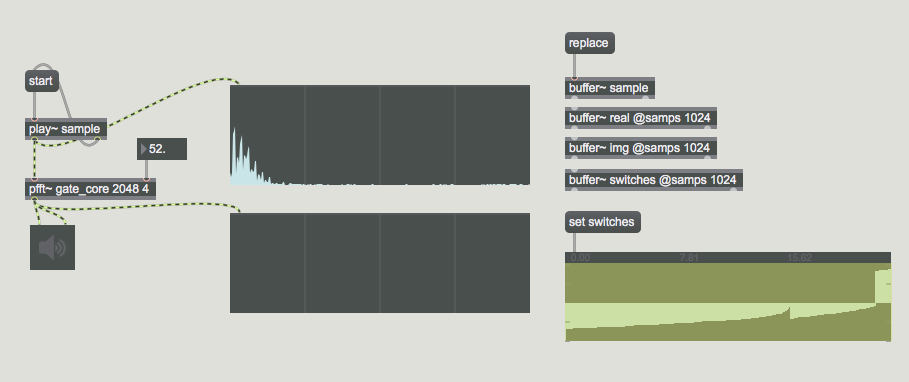 start
play~ sample
52.
pfft~ gate_core 2048 4
replace
buffer~ sample
buffer~ real @samps 1024
buffer~ img @samps 1024
buffer~ switches @samps 1024
set switches
0.00 7.81 15.62